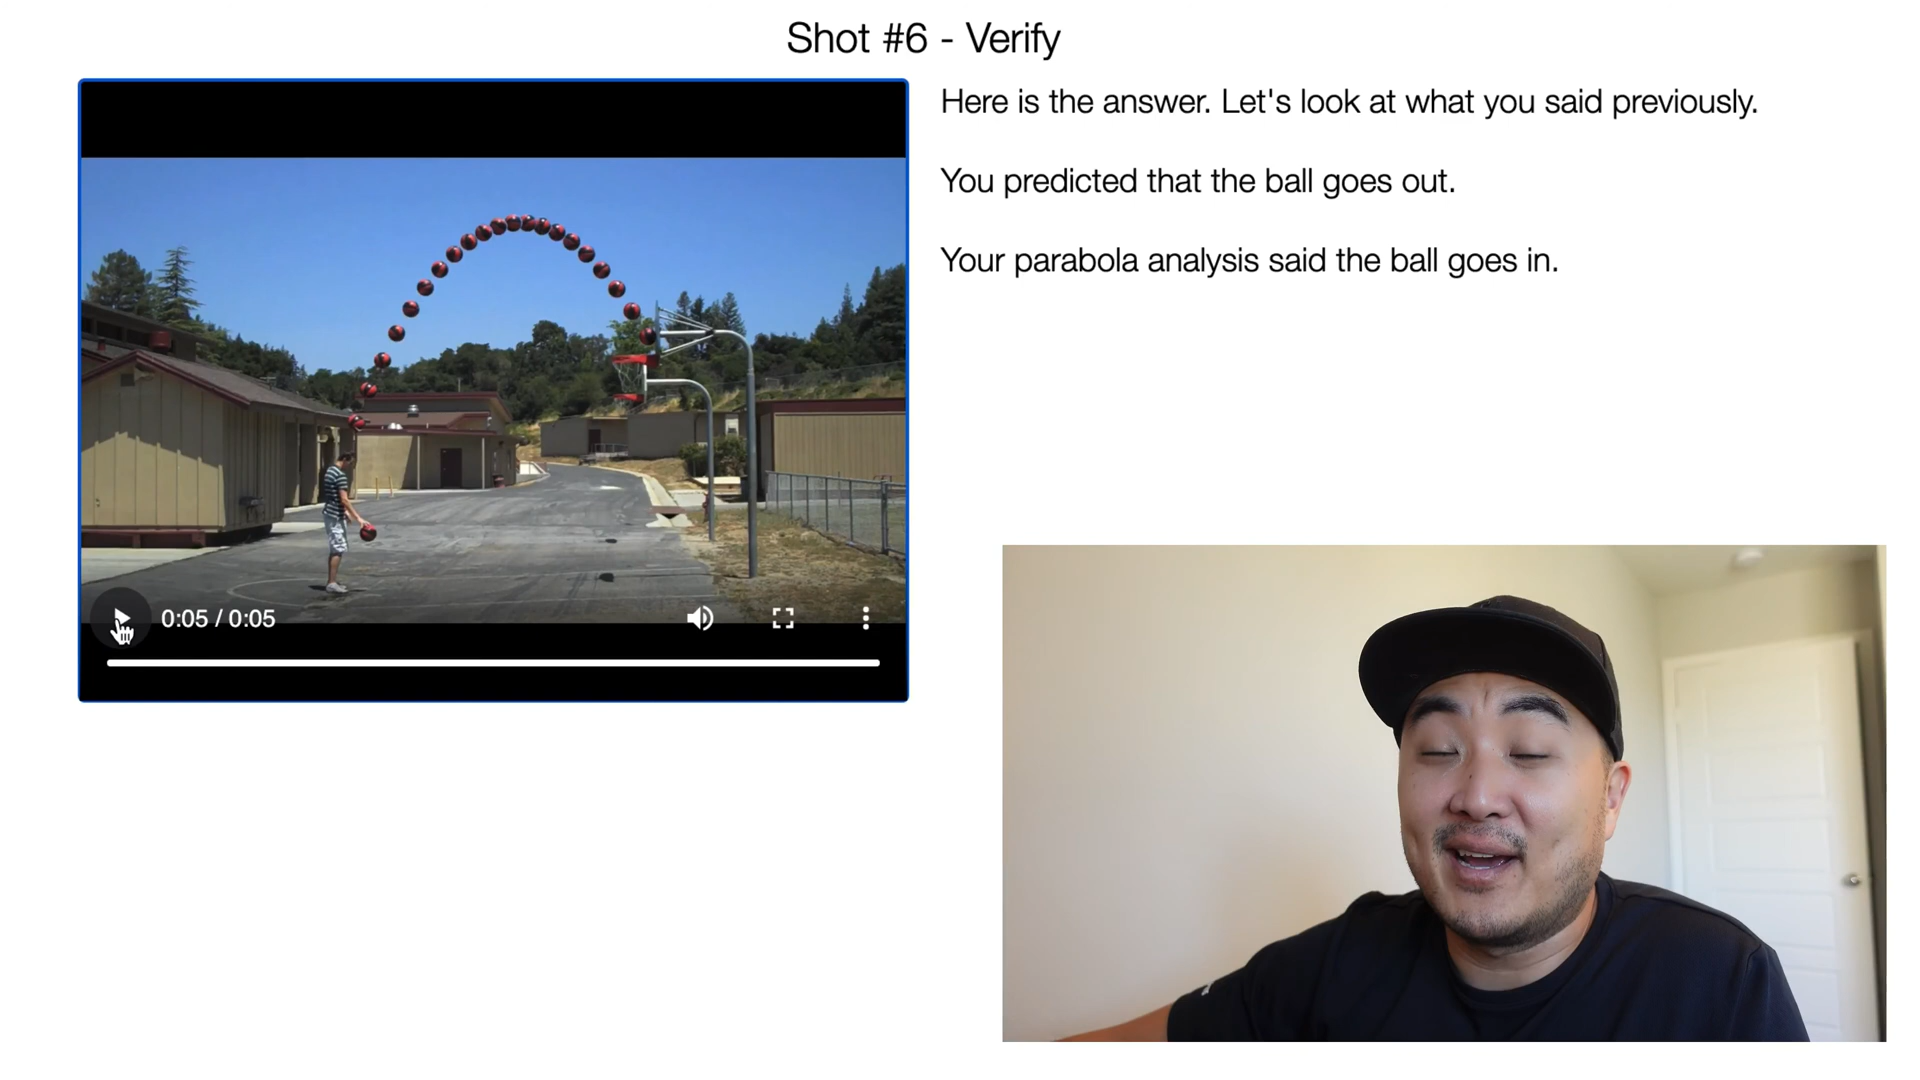 Shot #6 - Verify
Here is the answer. Let's look at what you said previously.
You predicted that the ball goes out.
Your parabola analysis said the ball goes in.
0:05 / 0:05